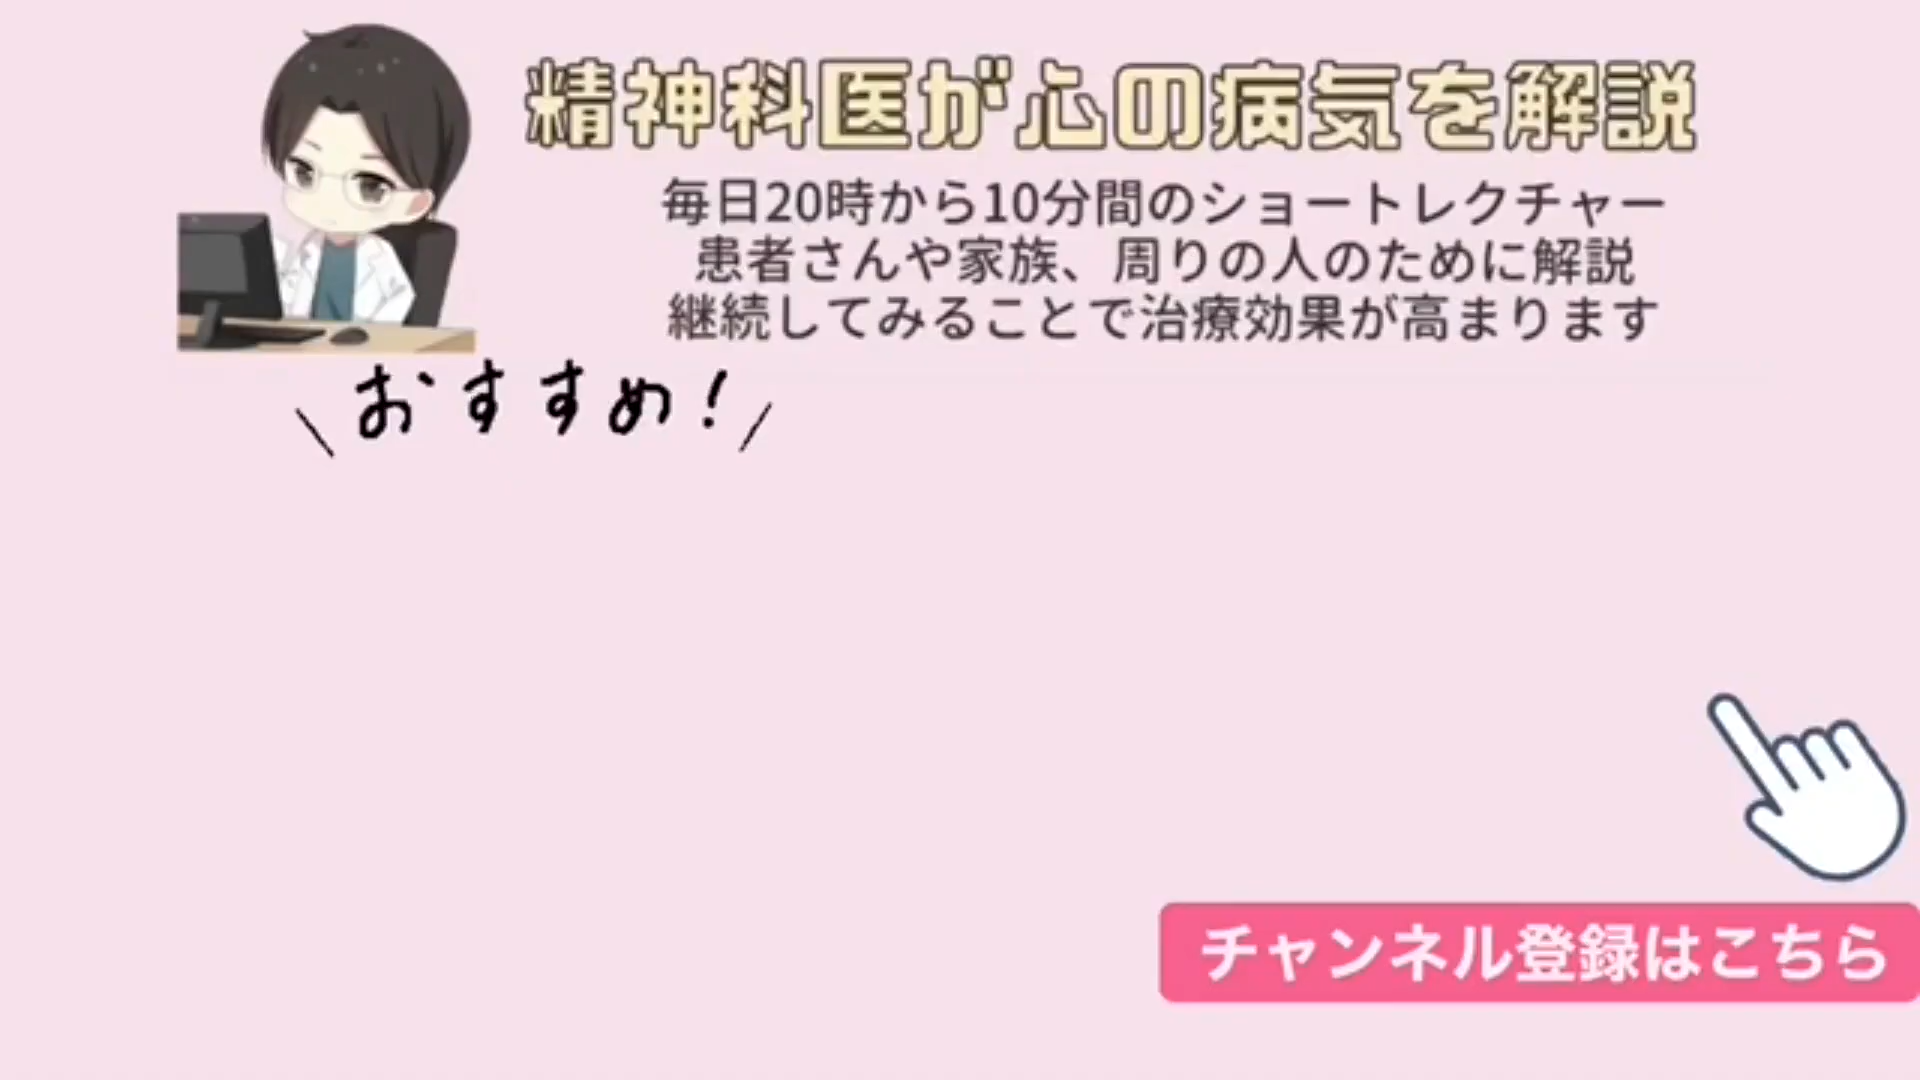 精神科医が心の病気を解説
毎日20時から10分間のショートレクチャー
患者さんや家族、周りの人のために解説
継続してみることで治療効果が高まります
おすすめ!
チャンネル登録はこちら